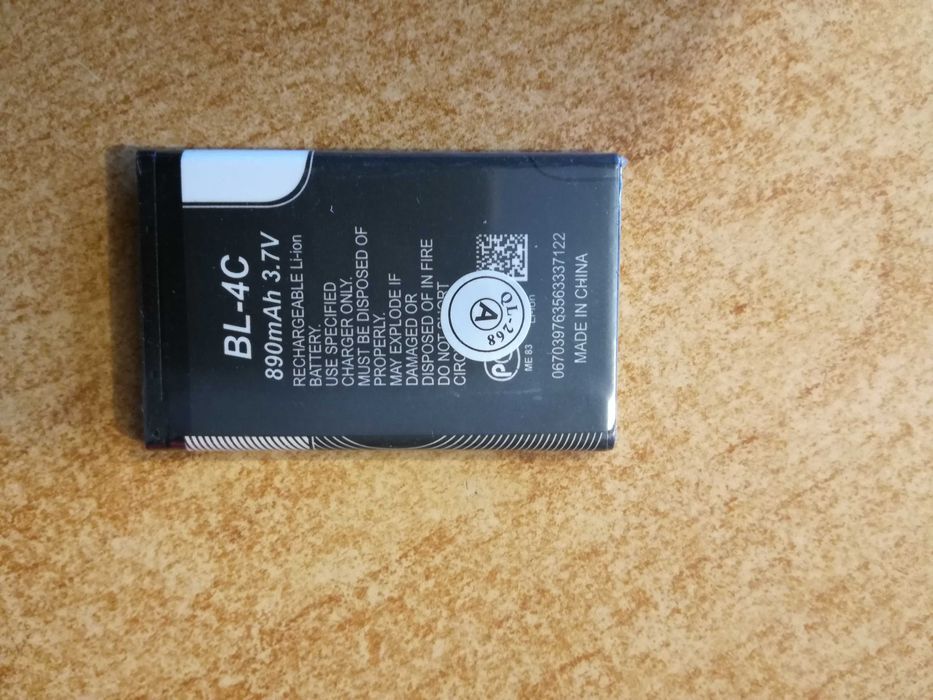 BL-4C
890mAh 3.7V
RECHARGEABLE Li-ion
BATTERY.
USE SPECIFIED
CHARGER ONLY.
MUST BE DISPOSED OF
PROPERLY.
MAY EXPLODE IF
DAMAGED OR
DISPOSED OF IN FIRE
DO NOT
QL-268
A
ME 83
0670397635633337122
MADE IN CHINA